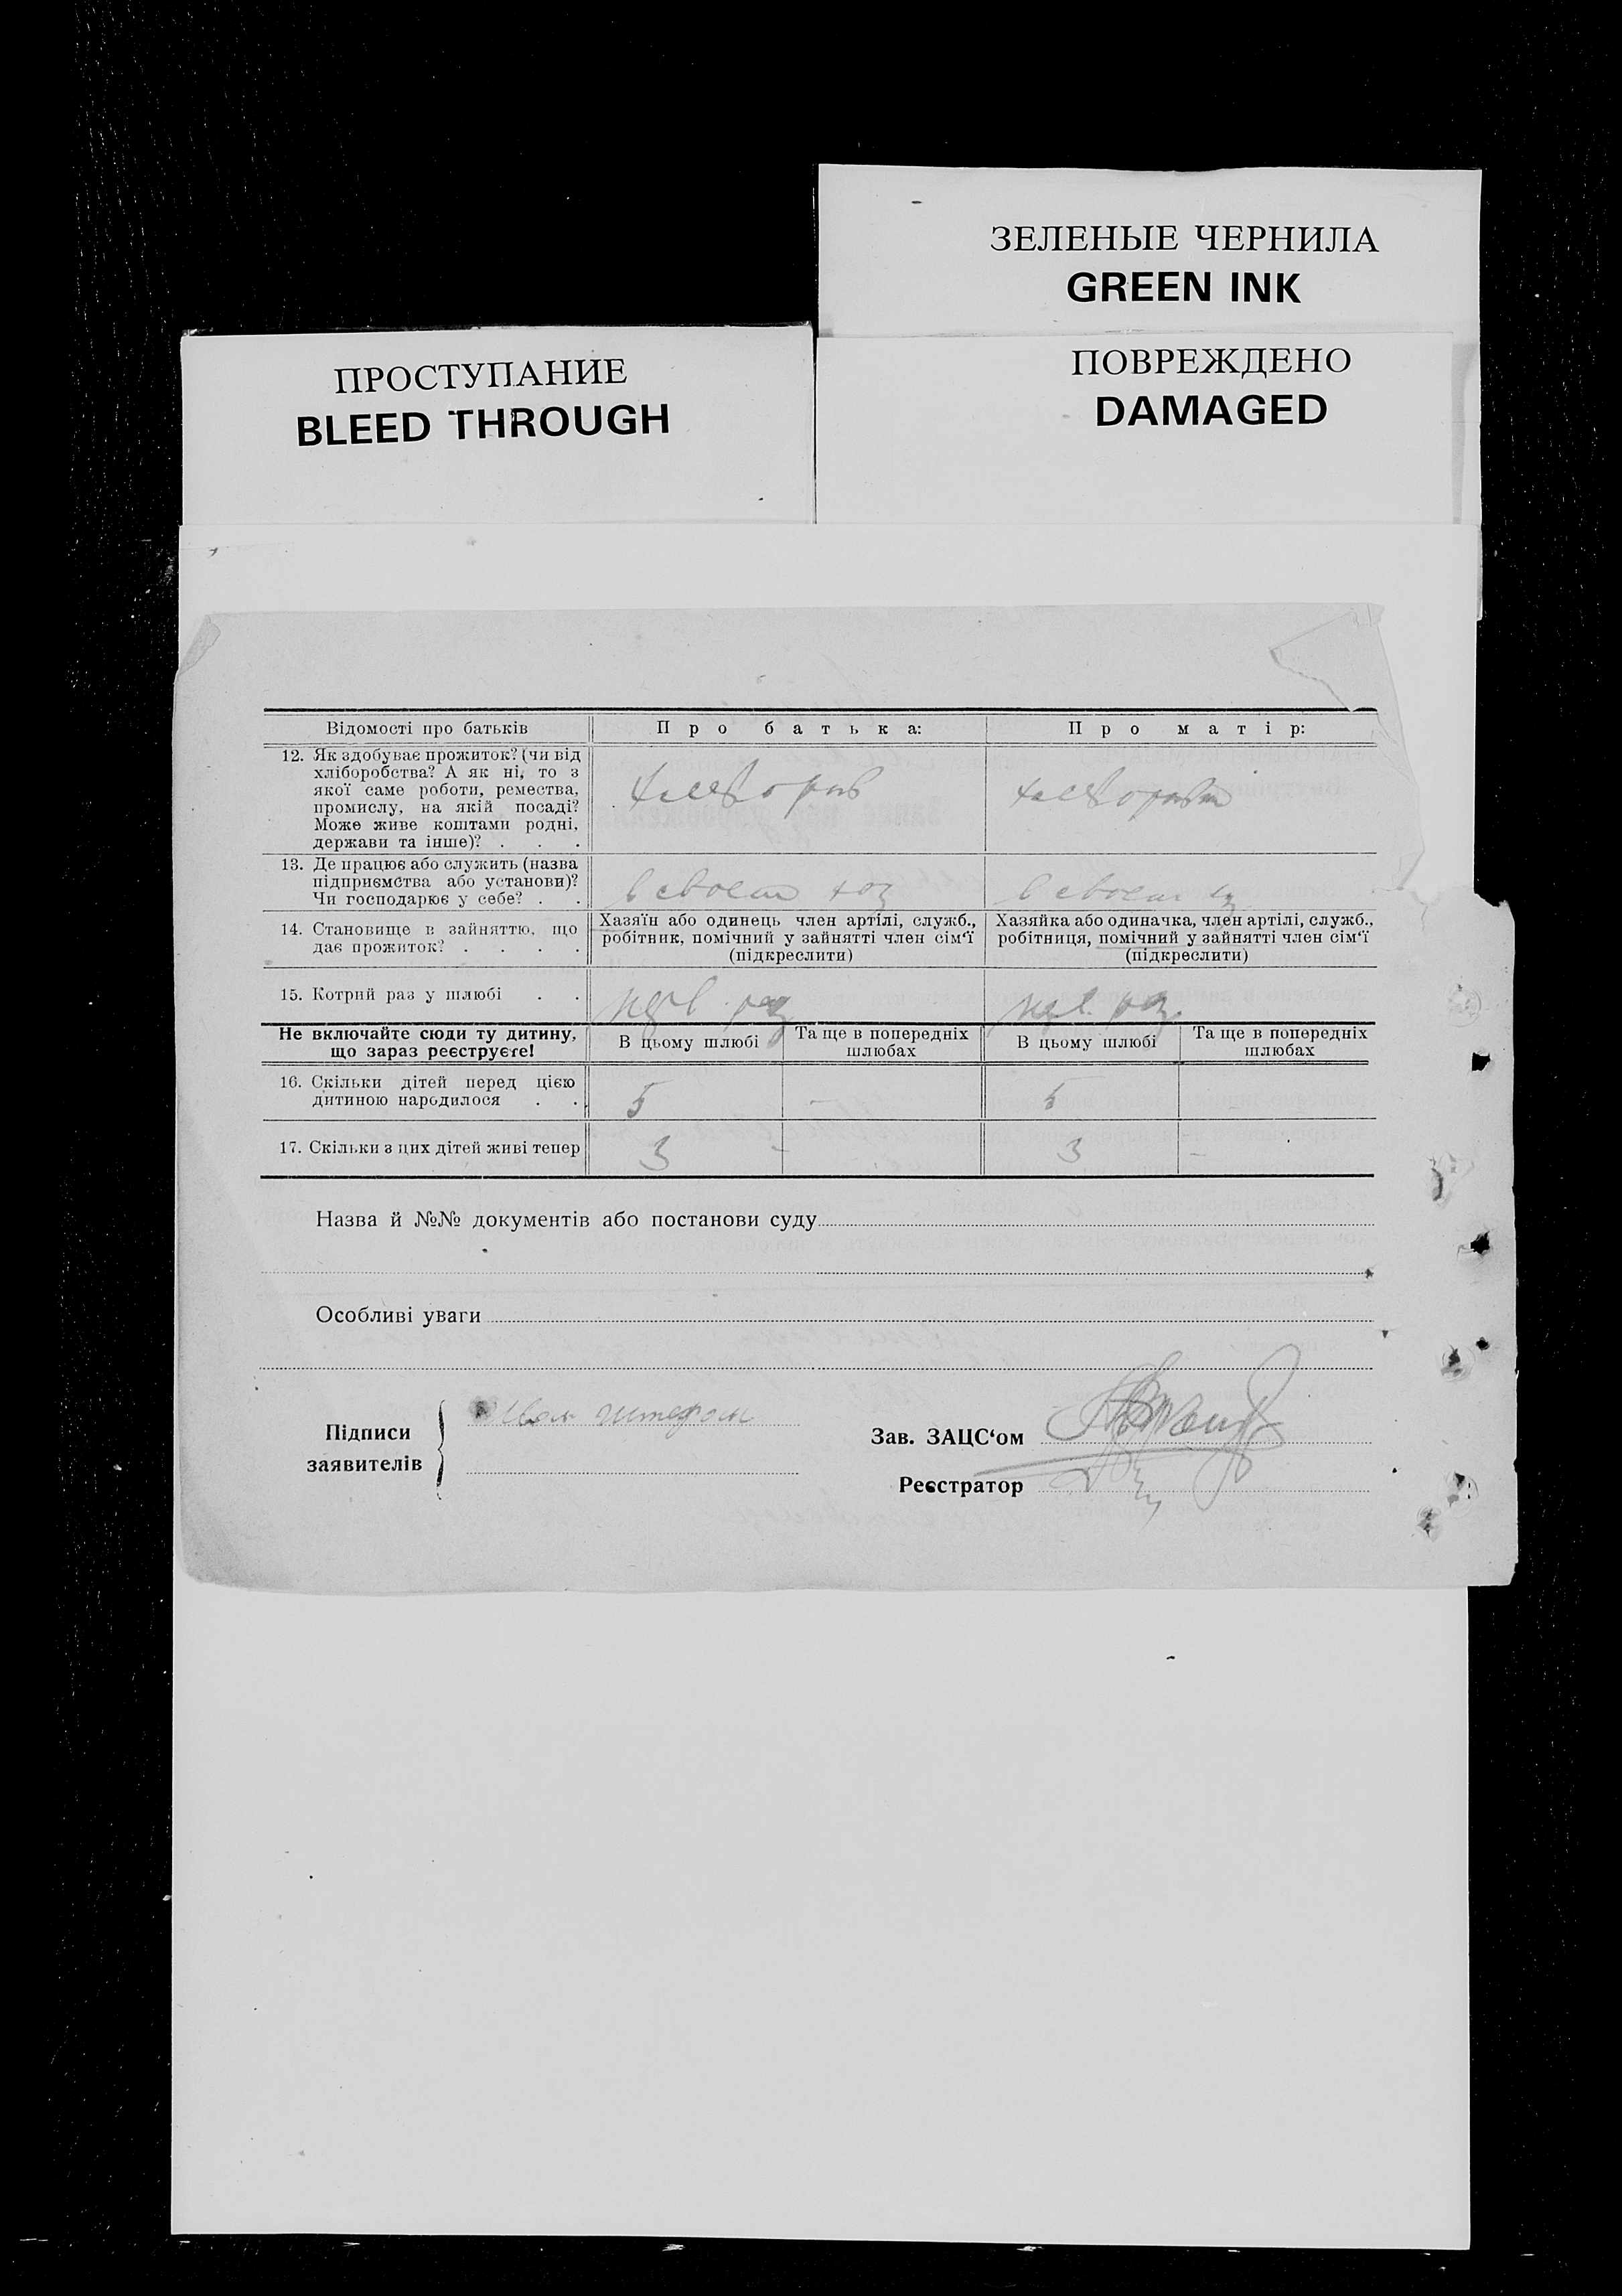 ЗЕЛЕНЫЕ ЧЕРНИЛА
GREEN INK
ПРОСТУПАНИЕ
BLEED THROUGH
ПОВРЕЖДЕНО
DAMAGED
Відомості про батьків
Про батька:
Про матір:
12. Як здобуває прожиток? (чи від
хліборобства? А як ні, то з
якої саме роботи, ремества,
промислу, на якій посаді?
Може живе коштами родні,
держави та інше)? . . .
13. Де працює або служить (назва
підприємства або установи)?
Чи господарює у себе? . .
в своем хоз
в своем
14. Становище в зайняттю, що
дає прожиток? . . . .
Хазяїн або одинець член артілі, служб.,
робітник, помічний у зайнятті член сім‘ї
(підкреслити)
Хазяйка або одиначка, член артілі, служб.,
робітниця, помічний у зайнятті член сім‘ї
(підкреслити)
15. Котрий раз у шлюбі . .
раз
раз
Не включайте сюди ту дитину,
що зараз реєструєте!
В цьому шлюбі
Та ще в попередніх
шлюбах
В цьому шлюбі
Та ще в попередніх
шлюбах
16. Скільки дітей перед цією
дитиною народилося . .
5
-
5
17. Скільки з цих дітей живі тепер
3
-
3
-
Назва й №№ документів або постанови суду
Особливі уваги
Підписи
заявителів
Зав. ЗАЦС‘ом
Реєстратор